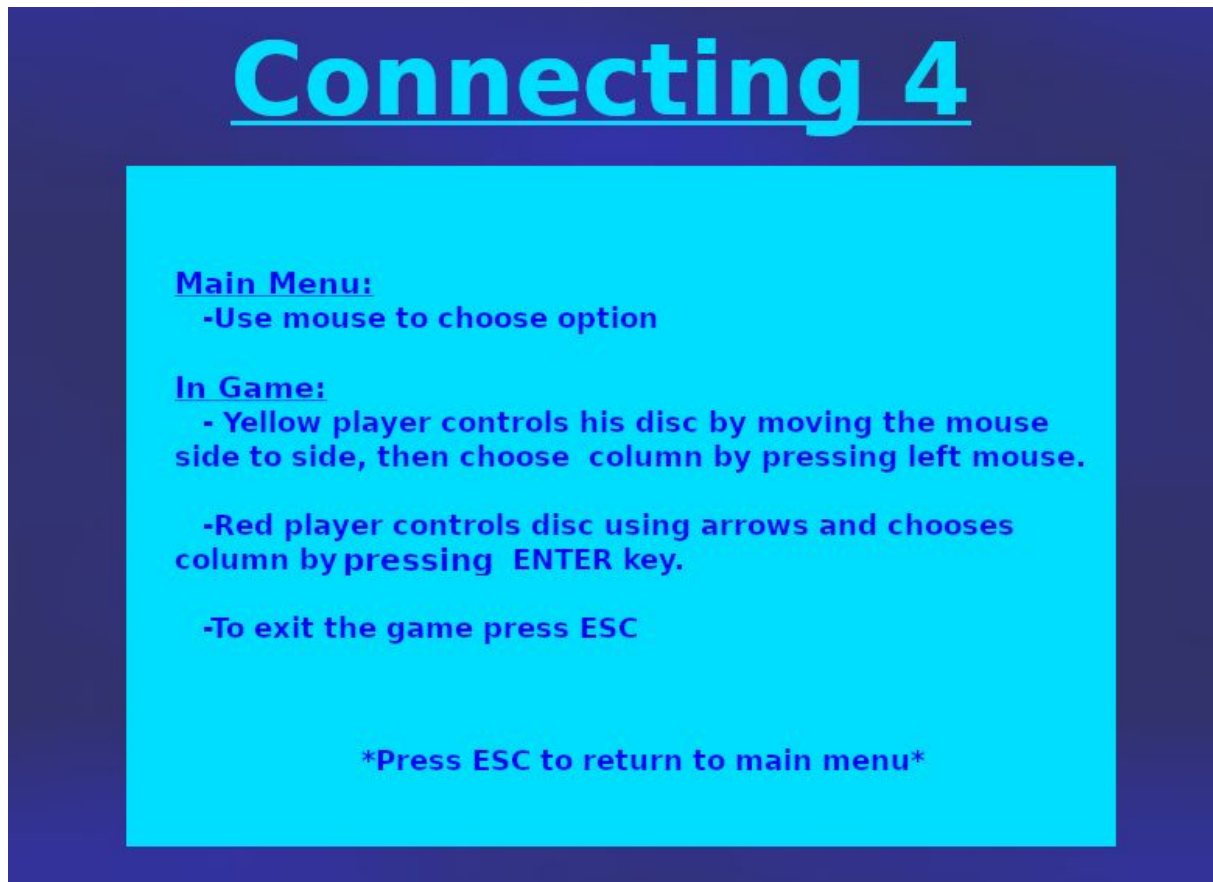 Connecting 4
Main Menu:
-Use mouse to choose option
In Game:
- Yellow player controls his disc by moving the mouse
side to side, then choose  column by pressing left mouse.
-Red player controls disc using arrows and chooses
column by pressing  ENTER key.
-To exit the game press ESC
*Press ESC to return to main menu*